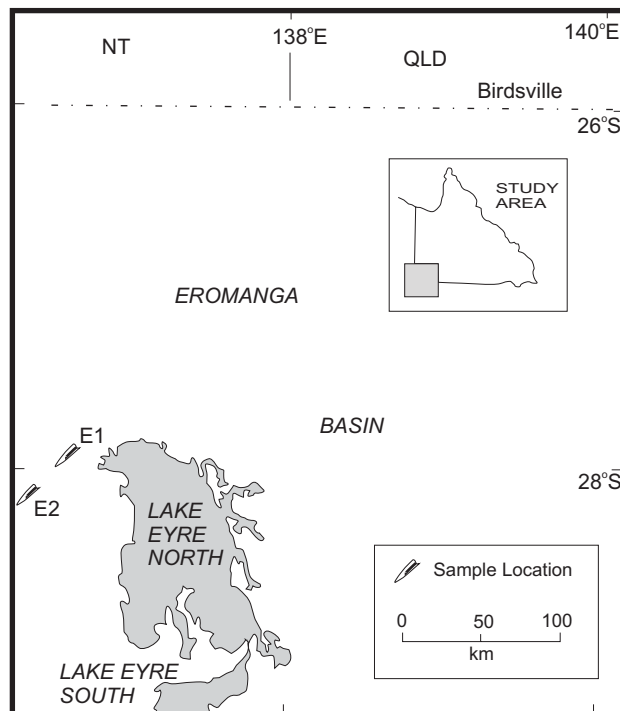 138°E
140°E
NT
QLD
Birdsville
26°S
STUDY
AREA
EROMANGA
BASIN
E1
28°S
E2
LAKE
EYRE
NORTH
Sample Location
0 50 100
km
LAKE EYRE
SOUTH